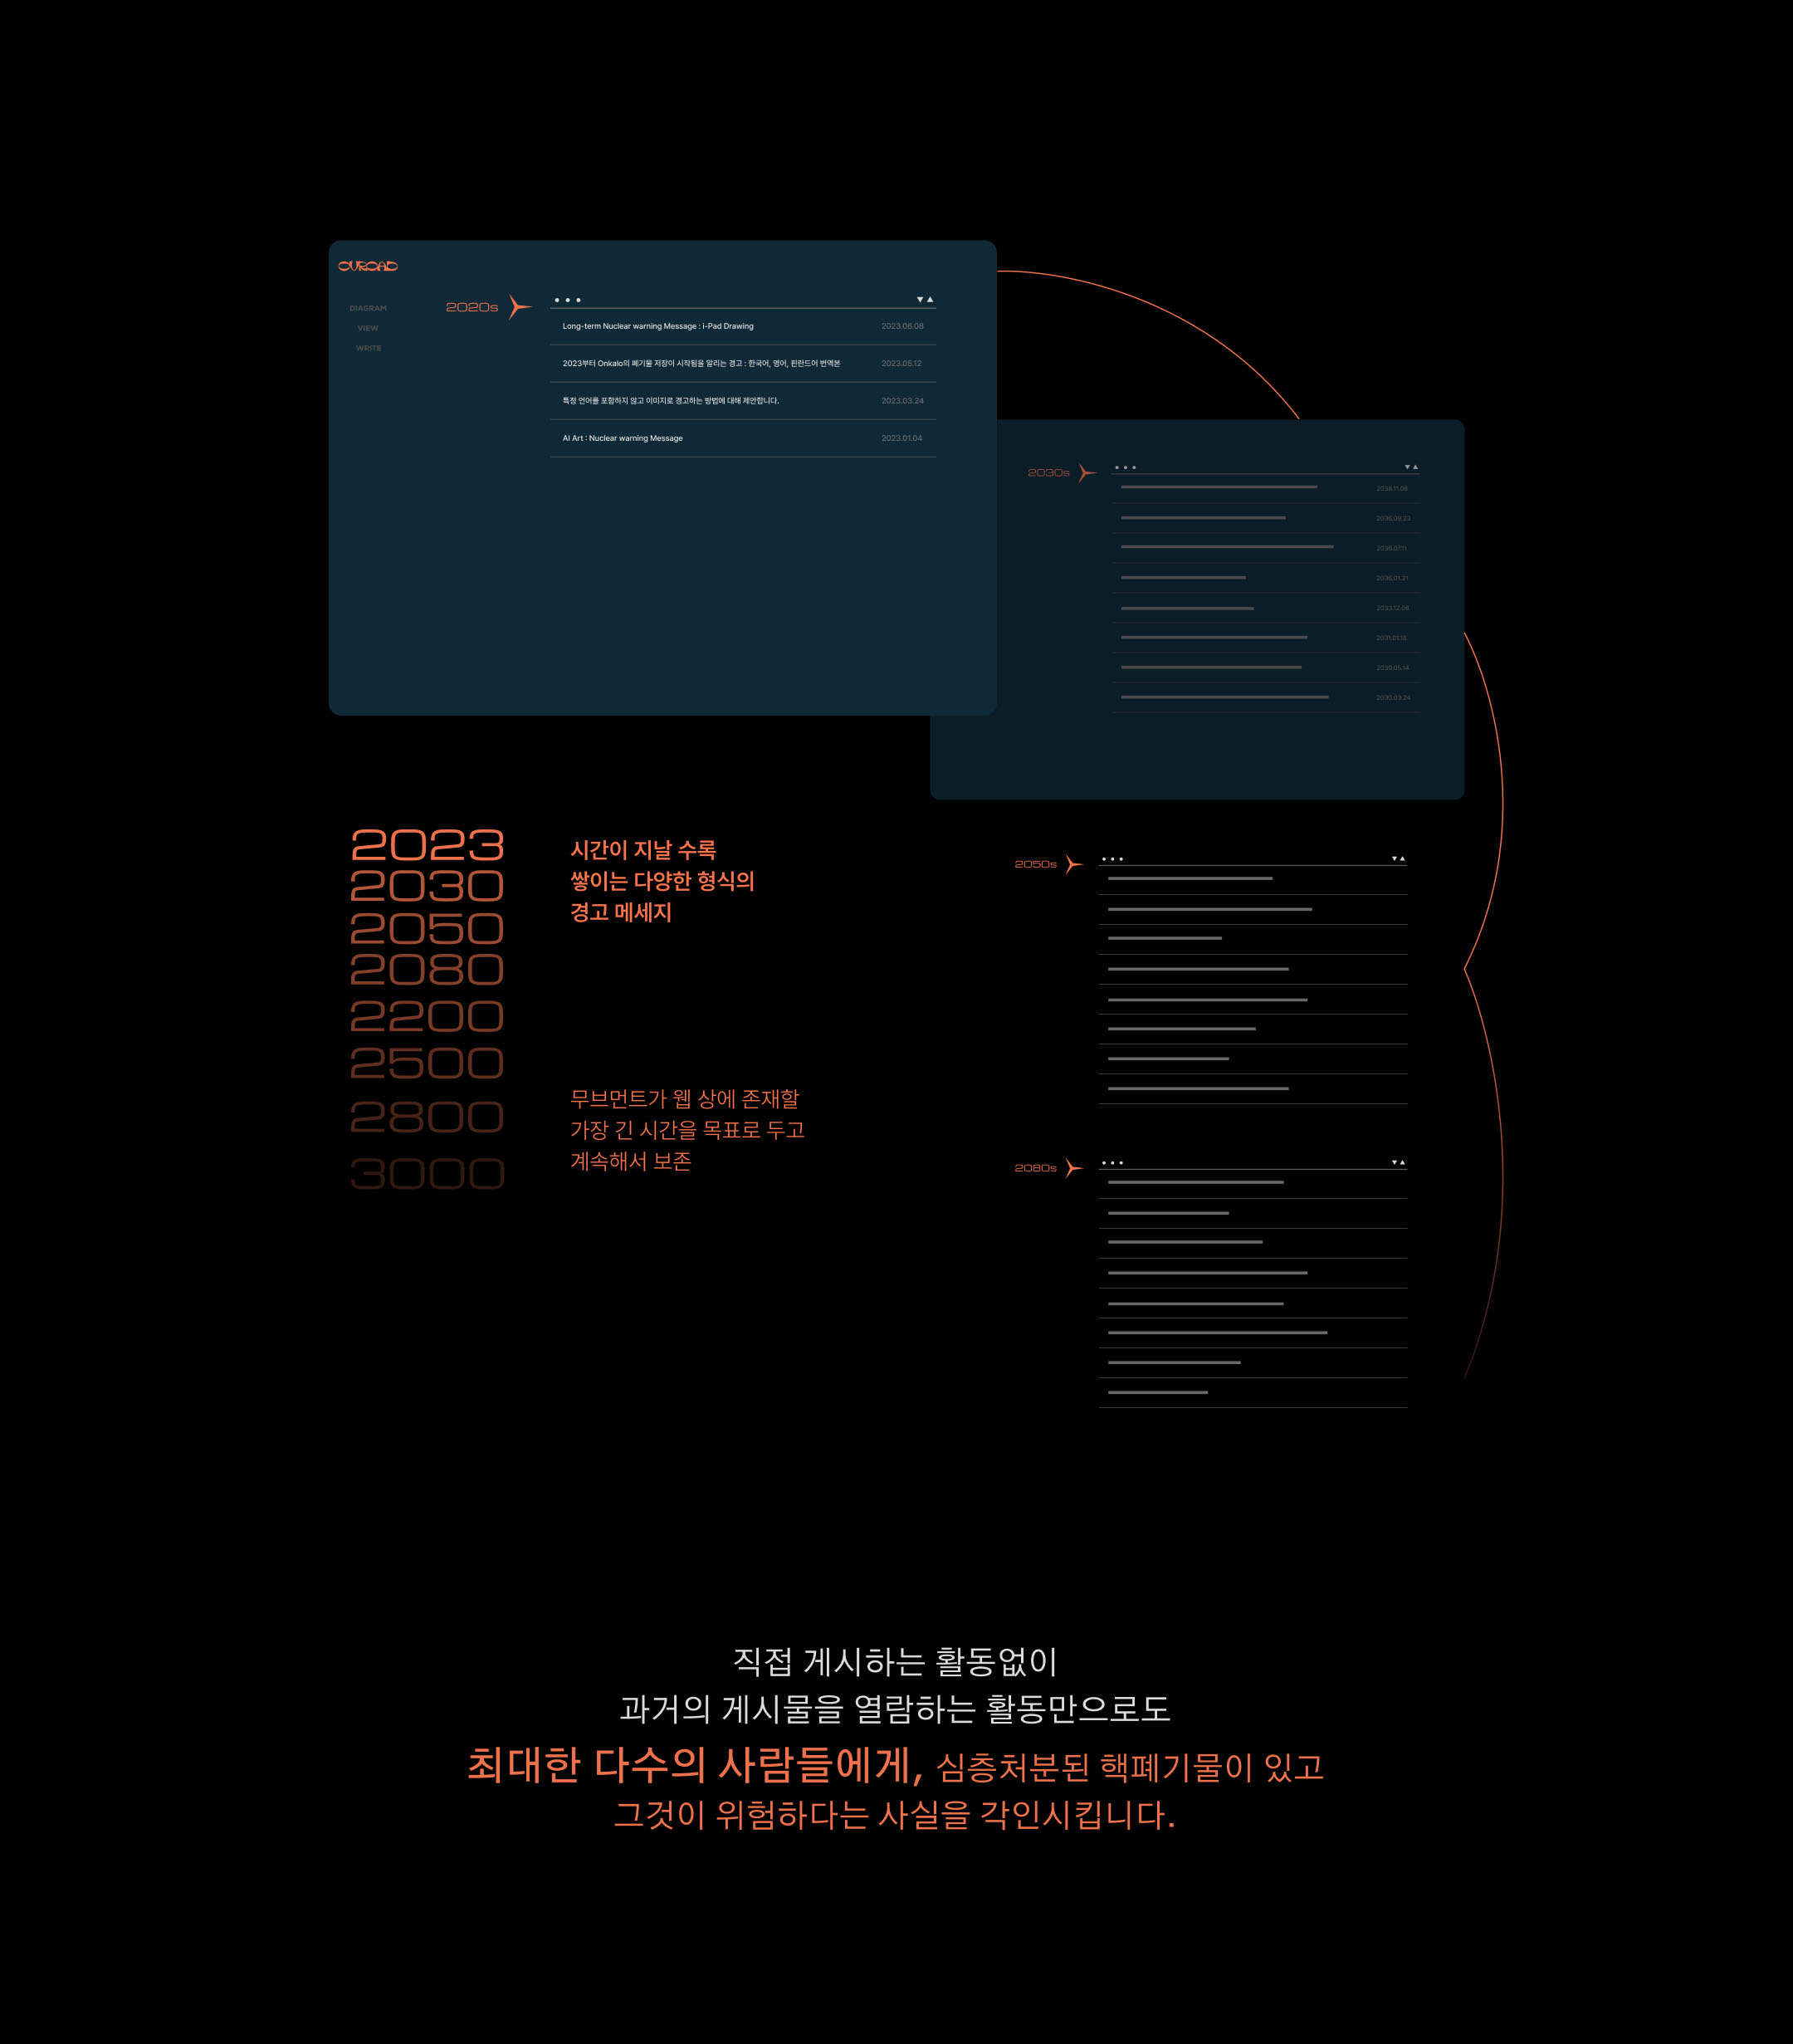 OUROAD
DIAGRAM
VIEW
WRITE
2020s
Long-term Nuclear warning Message : i-Pad Drawing 2023.06.08
2023부터 Onkalo의 폐기물 저장이 시작됨을 알리는 경고 : 한국어, 영어, 핀란드어 번역본 2023.05.12
특정 언어를 포함하지 않고 이미지로 경고하는 방법에 대해 제안합니다. 2023.03.24
AI Art : Nuclear warning Message 2023.01.04
2030s
2038.11.08
2036.09.23
2036.07.11
2036.01.21
2033.12.08
2031.01.16
2030.05.14
2030.03.24
2023
2030
2050
2080
2200
2500
2800
3000
시간이 지날 수록
쌓이는 다양한 형식의
경고 메세지
무브먼트가 웹 상에 존재할
가장 긴 시간을 목표로 두고
계속해서 보존
2050s
2080s
직접 게시하는 활동없이
과거의 게시물을 열람하는 활동만으로도
최대한 다수의 사람들에게, 심층처분된 핵폐기물이 있고
그것이 위험하다는 사실을 각인시킵니다.